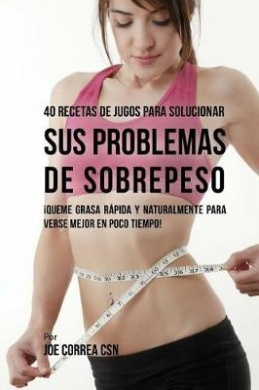 40 RECETAS DE JUGOS PARA SOLUCIONAR
SUS PROBLEMAS
DE SOBREPESO
¡QUEME GRASA RÁPIDA Y NATURALMENTE PARA
VERSE MEJOR EN POCO TIEMPO!
Por
JOE CORREA CSN